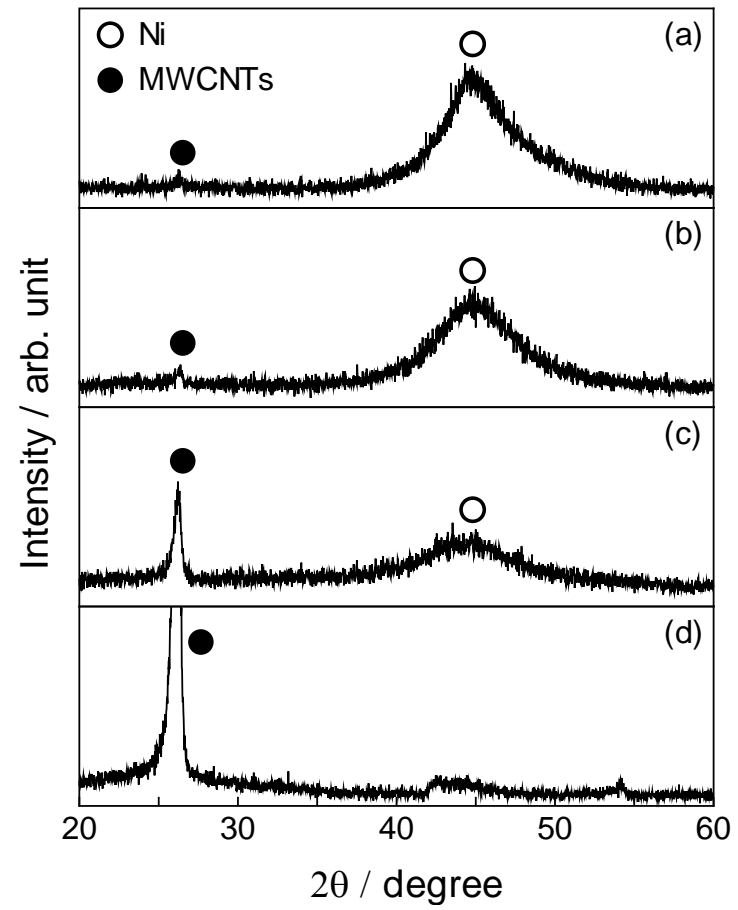 Ni
MWCNTs
(a)
(b)
(c)
(d)
Intensity / arb. unit
20 30 40 50 60
2θ / degree